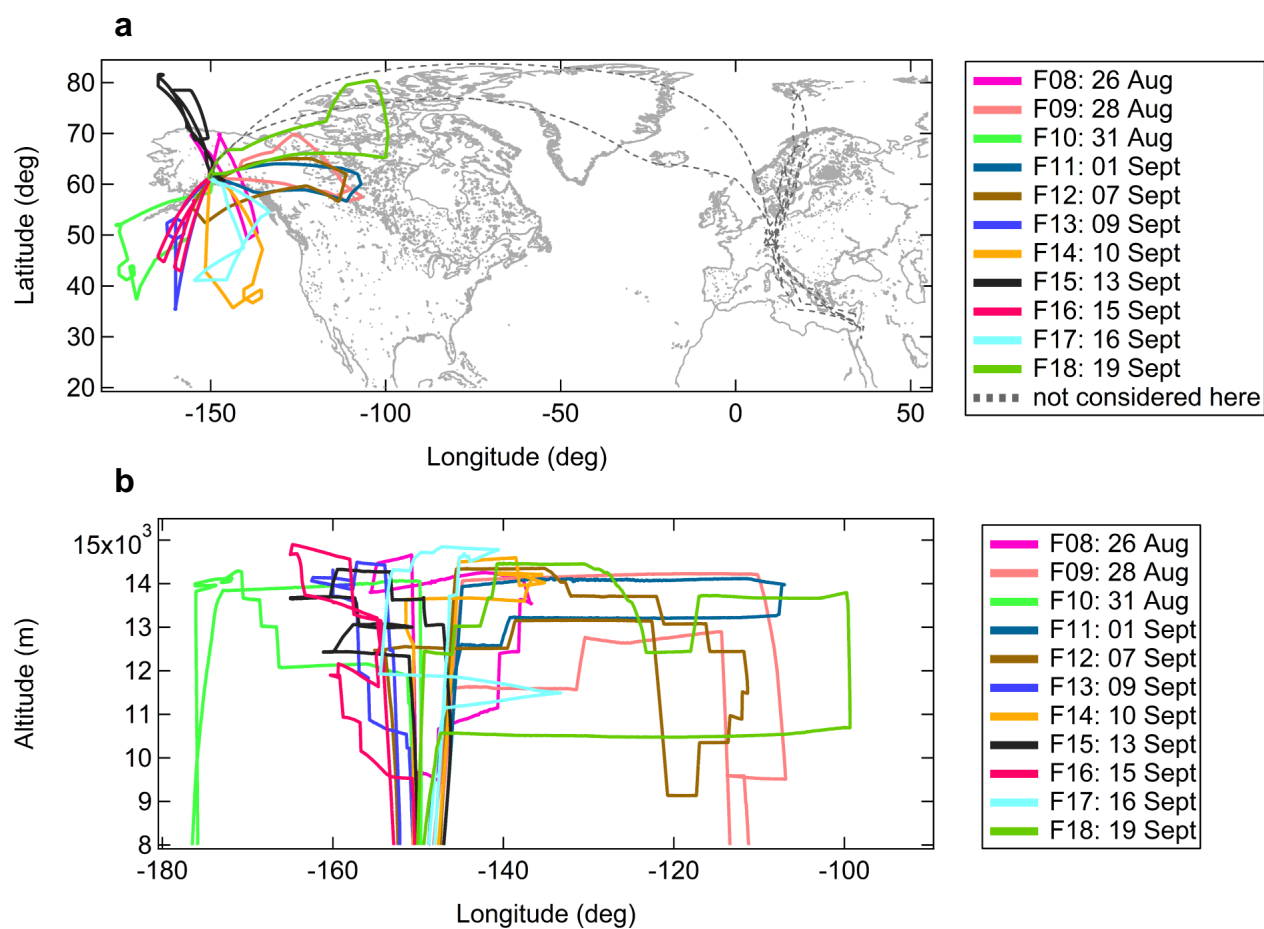 a
80
70
60
50
40
30
20
Latitude (deg)
-150
-100
-50
0
50
Longitude (deg)
F08: 26 Aug
F09: 28 Aug
F10: 31 Aug
F11: 01 Sept
F12: 07 Sept
F13: 09 Sept
F14: 10 Sept
F15: 13 Sept
F16: 15 Sept
F17: 16 Sept
F18: 19 Sept
not considered here
b
15x10³
14
13
12
11
10
9
8
Altitude (m)
-180
-160
-140
-120
-100
Longitude (deg)
F08: 26 Aug
F09: 28 Aug
F10: 31 Aug
F11: 01 Sept
F12: 07 Sept
F13: 09 Sept
F14: 10 Sept
F15: 13 Sept
F16: 15 Sept
F17: 16 Sept
F18: 19 Sept